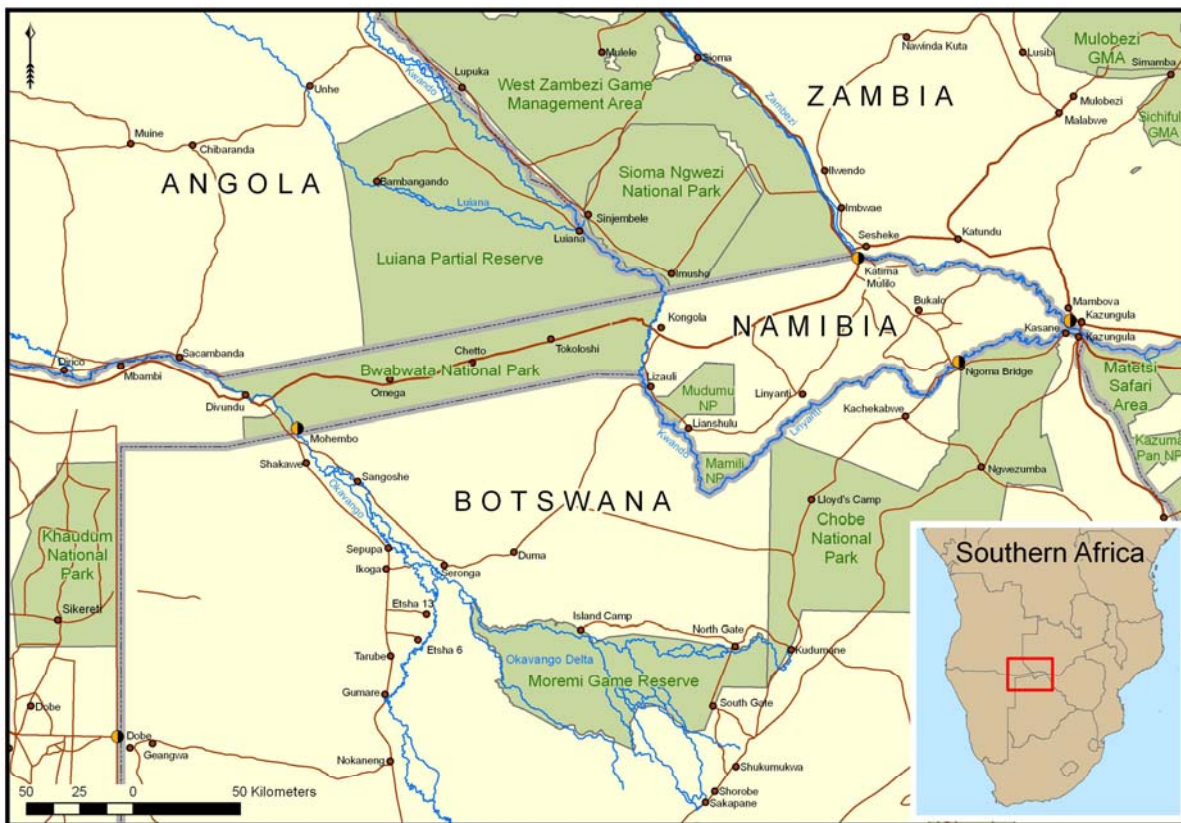 Mulele
Sioma
Nawinda Kuta
Lusibi
Mulobezi
GMA
Simamba
Kwando
Lupuka
West Zambezi Game
Management Area
Zambezi
ZAMBIA
Mulobezi
Malabwe
Sichiful
GMA
Unhe
Muine
Chibaranda
ANGOLA
Bambangando
Luiana
Sioma Ngwezi
National Park
Ilwendo
Imbwae
Sinjembele
Luiana
Sesheke
Katundu
Luiana Partial Reserve
Imusho
Katima
Mulilo
Bukalo
Mambova
Kazungula
Kongola
NAMIBIA
Kasane
Kazungula
Dirico
Mbambi
Sacambanda
Chetto
Tokoloshi
Bwabwata National Park
Omega
Divundu
Lizauli
Mudumu
NP
Linyanti
Linyanti
Ngoma Bridge
Matetsi
Safari
Area
Kachekabwe
Mohembo
Lianshulu
Kwando
Mamili
NP
Kazuma
Pan NP
Shakawe
Sangoshe
Okavango
BOTSWANA
Ngwezumba
Lloyd's Camp
Chobe
National
Park
Khaudum
National
Park
Sepupa
Ikoga
Seronga
Duma
Southern Africa
Sikereti
Etsha 13
Etsha 6
Island Camp
North Gate
Kudumane
Tarube
Okavango Delta
Moremi Game Reserve
Gumare
South Gate
Dobe
Dobe
Geangwa
Nokaneng
Shukumukwa
Shorobe
Sakapane
50 25 0 50 Kilometers